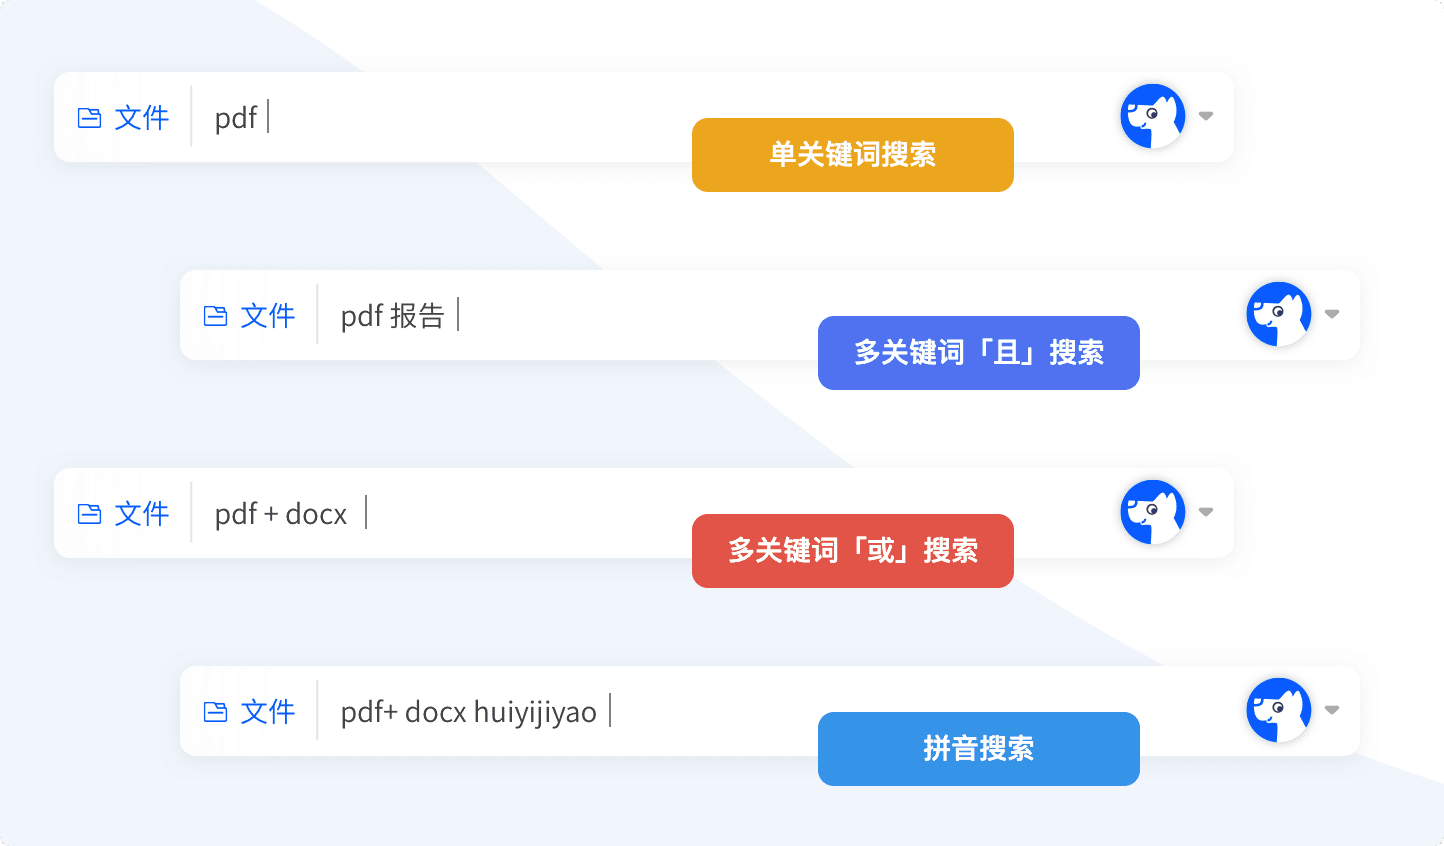 文件 pdf
单关键词搜索
文件 pdf 报告
多关键词「且」搜索
文件 pdf + docx
多关键词「或」搜索
文件 pdf+ docx huiyijiyao
拼音搜索